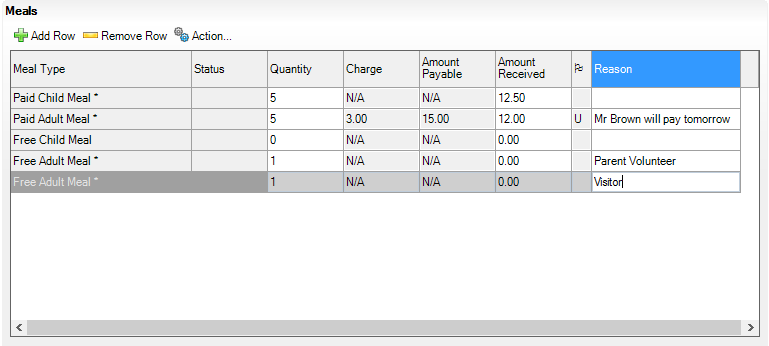 Meals
Add Row Remove Row Action...
Meal Type Status Quantity Charge Amount Payable Amount Received Reason
Paid Child Meal * 5 N/A N/A 12.50
Paid Adult Meal * 5 3.00 15.00 12.00 U Mr Brown will pay tomorrow
Free Child Meal 0 N/A N/A 0.00
Free Adult Meal * 1 N/A N/A 0.00 Parent Volunteer
Free Adult Meal * 1 N/A N/A 0.00 Visitor